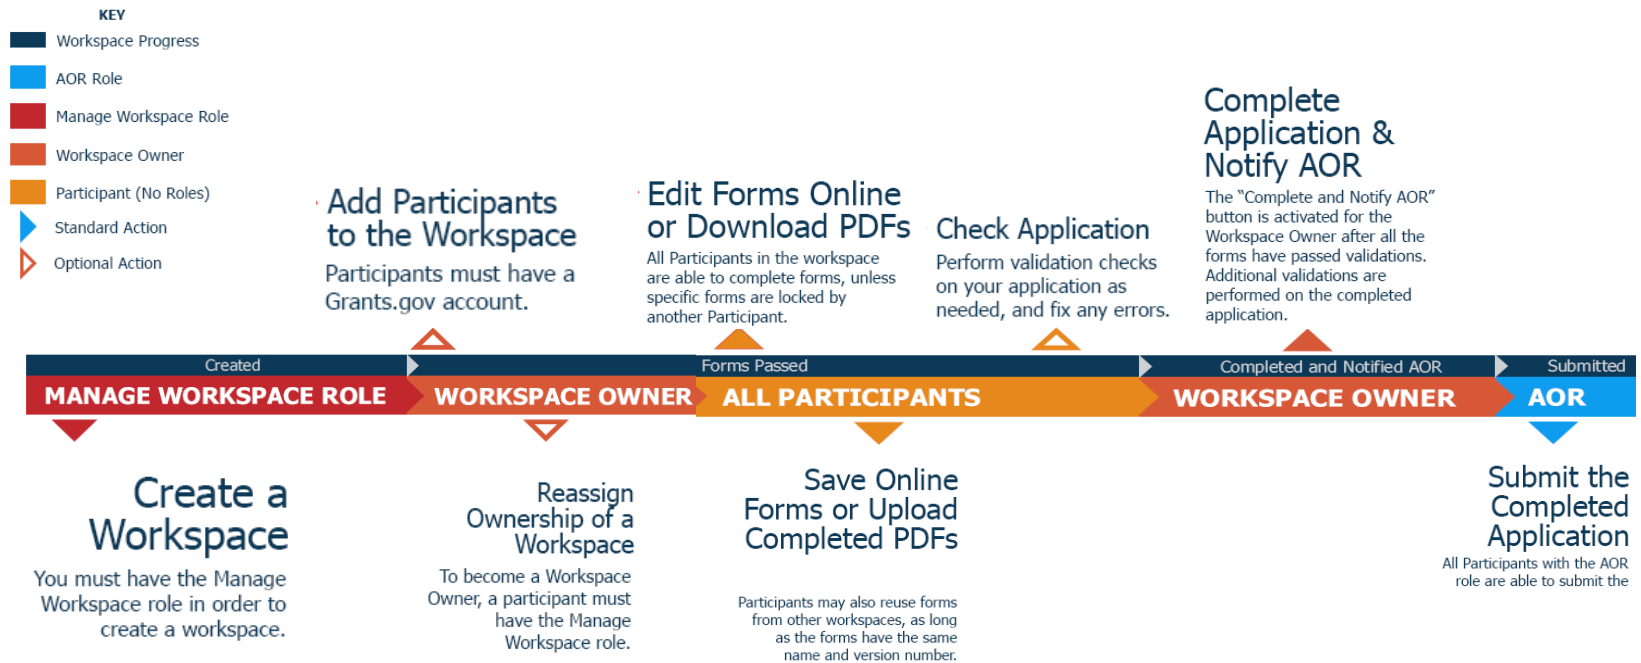 KEY
Workspace Progress
AOR Role
Manage Workspace Role
Workspace Owner
Participant (No Roles)
Standard Action
Optional Action
Add Participants
to the Workspace
Participants must have a
Grants.gov account.
Edit Forms Online
or Download PDFs
All Participants in the workspace
are able to complete forms, unless
specific forms are locked by
another Participant.
Check Application
Perform validation checks
on your application as
needed, and fix any errors.
Complete
Application &
Notify AOR
The “Complete and Notify AOR”
button is activated for the
Workspace Owner after all the
forms have passed validations.
Additional validations are
performed on the completed
application.
Created
Forms Passed
Completed and Notified AOR
Submitted
MANAGE WORKSPACE ROLE
WORKSPACE OWNER
ALL PARTICIPANTS
WORKSPACE OWNER
AOR
Create a
Workspace
You must have the Manage
Workspace role in order to
create a workspace.
Reassign
Ownership of a
Workspace
To become a Workspace
Owner, a participant must
have the Manage
Workspace role.
Save Online
Forms or Upload
Completed PDFs
Participants may also reuse forms
from other workspaces, as long
as the forms have the same
name and version number.
Submit the
Completed
Application
All Participants with the AOR
role are able to submit the